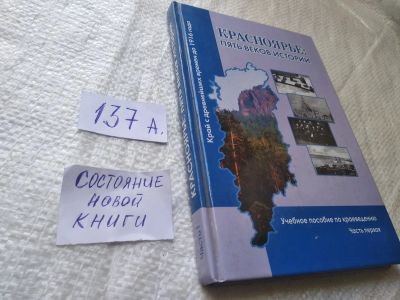 137 А.
СОСТОЯНИЕ
НОВОЙ
КНИГИ
КРАСНОЯРЬЕ:
ПЯТЬ ВЕКОВ ИСТОРИИ
Край с древнейших времен до 1916 года
Учебное пособие по краеведению
Часть первая
КРАСНОЯРЬЕ: